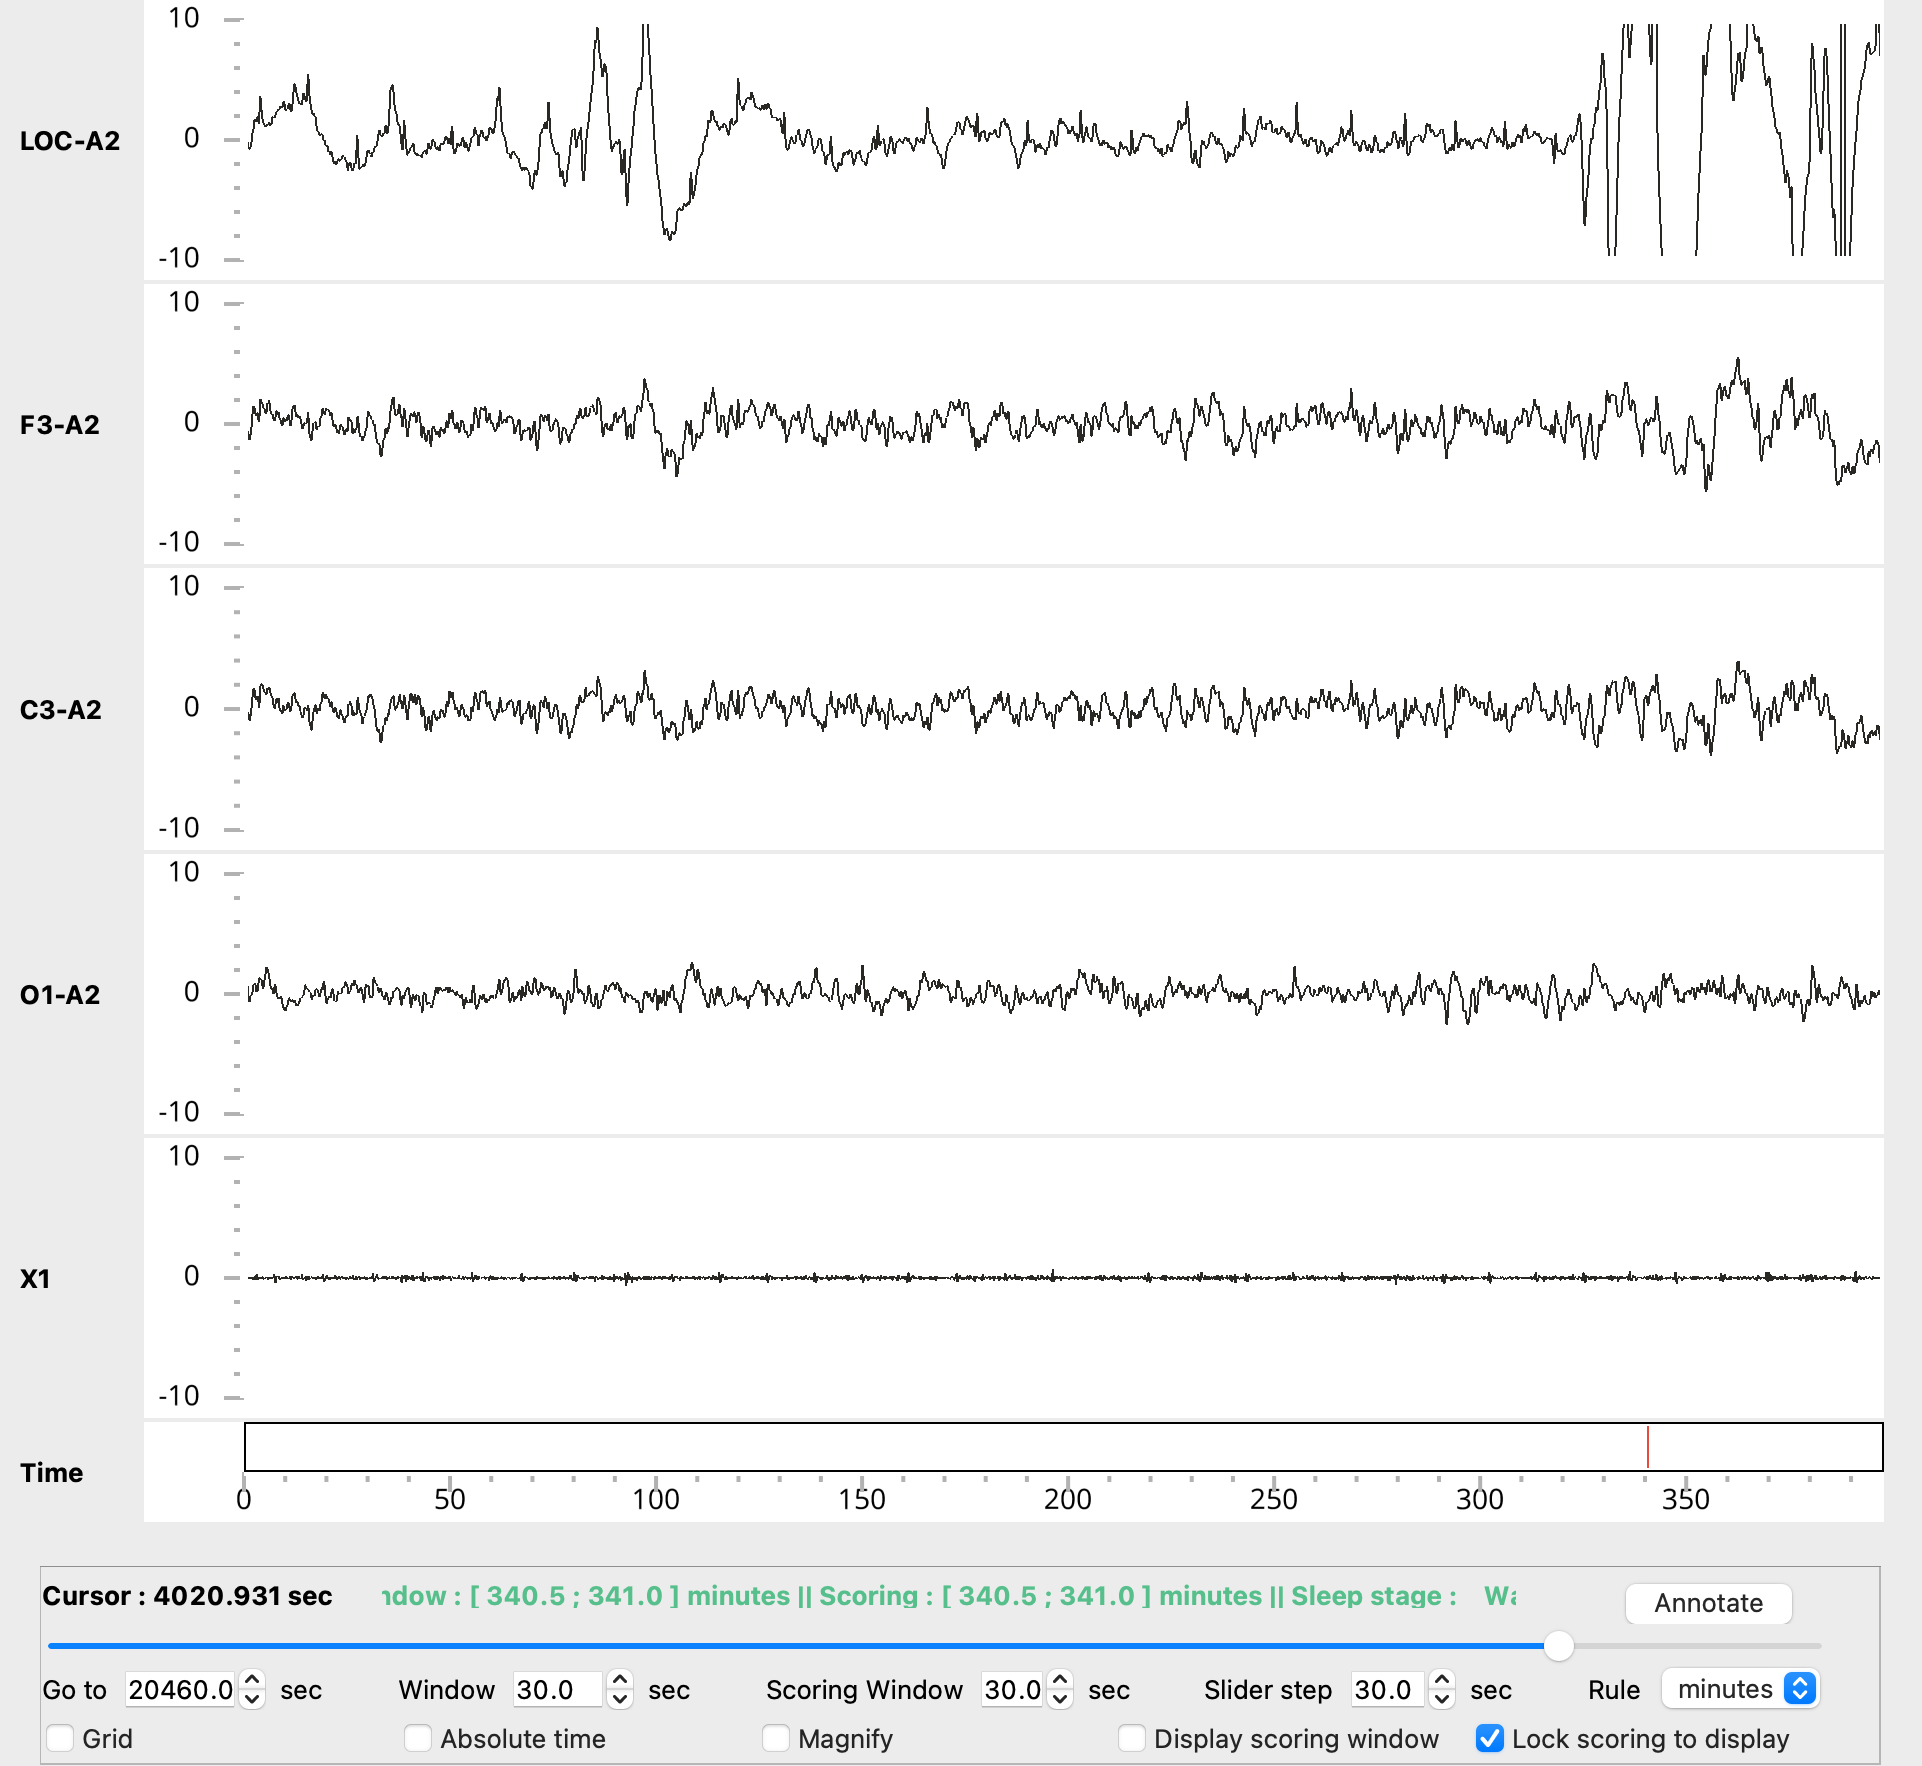 10
LOC-A2
0
-10
10
F3-A2
0
-10
10
C3-A2
0
-10
10
O1-A2
0
-10
10
X1
0
-10
Time
0 50 100 150 200 250 300 350
Cursor : 4020.931 sec ndow : [ 340.5 ; 341.0 ] minutes || Scoring : [ 340.5 ; 341.0 ] minutes || Sleep stage : Wa Annotate
Go to 20460.0 sec Window 30.0 sec Scoring Window 30.0 sec Slider step 30.0 sec Rule minutes
Grid Absolute time Magnify Display scoring window Lock scoring to display